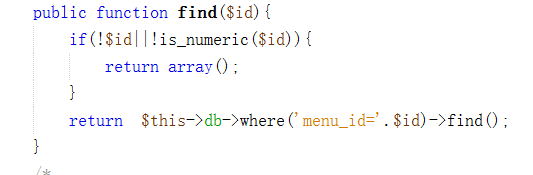 public function find($id){
if(!$id||!is_numeric($id)){
return array();
}
return  $this->db->where('menu_id='.$id)->find();
}
/*